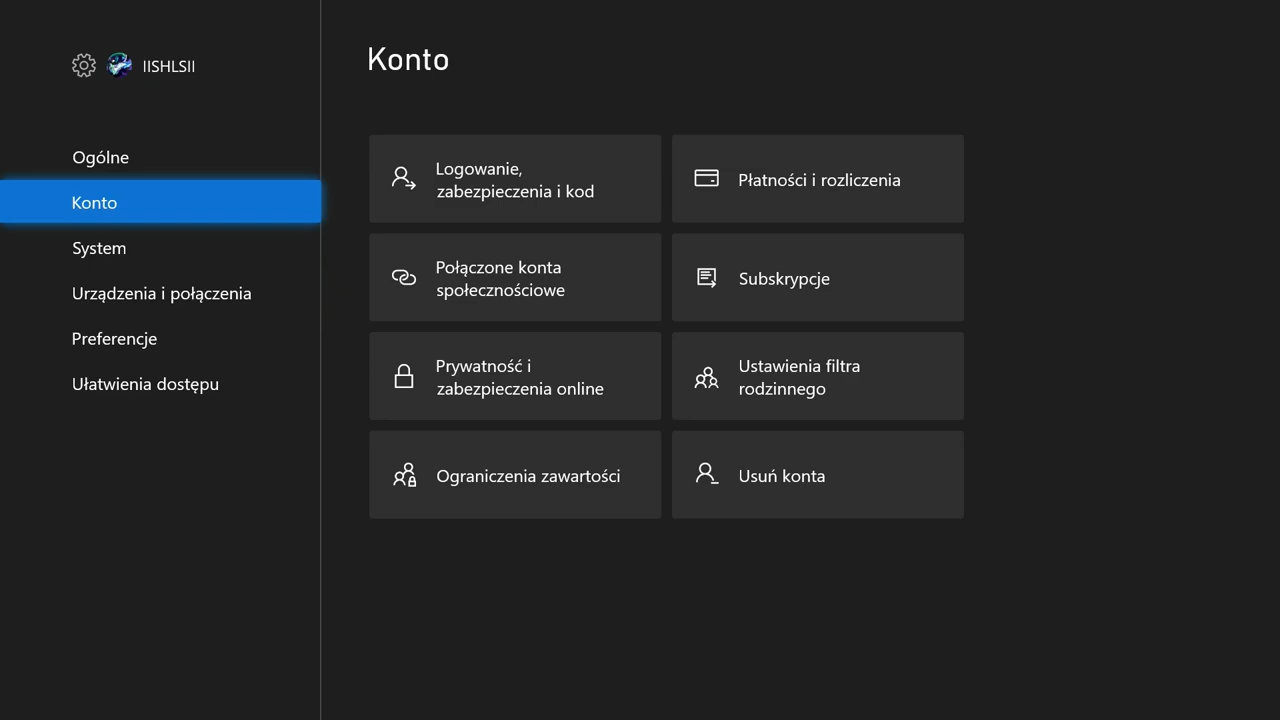 IISHLSII
Ogólne
Konto
System
Urządzenia i połączenia
Preferencje
Ułatwienia dostępu
Konto
Logowanie,
zabezpieczenia i kod
Płatności i rozliczenia
Połączone konta
społecznościowe
Subskrypcje
Prywatność i
zabezpieczenia online
Ustawienia filtra
rodzinnego
Ograniczenia zawartości
Usuń konta